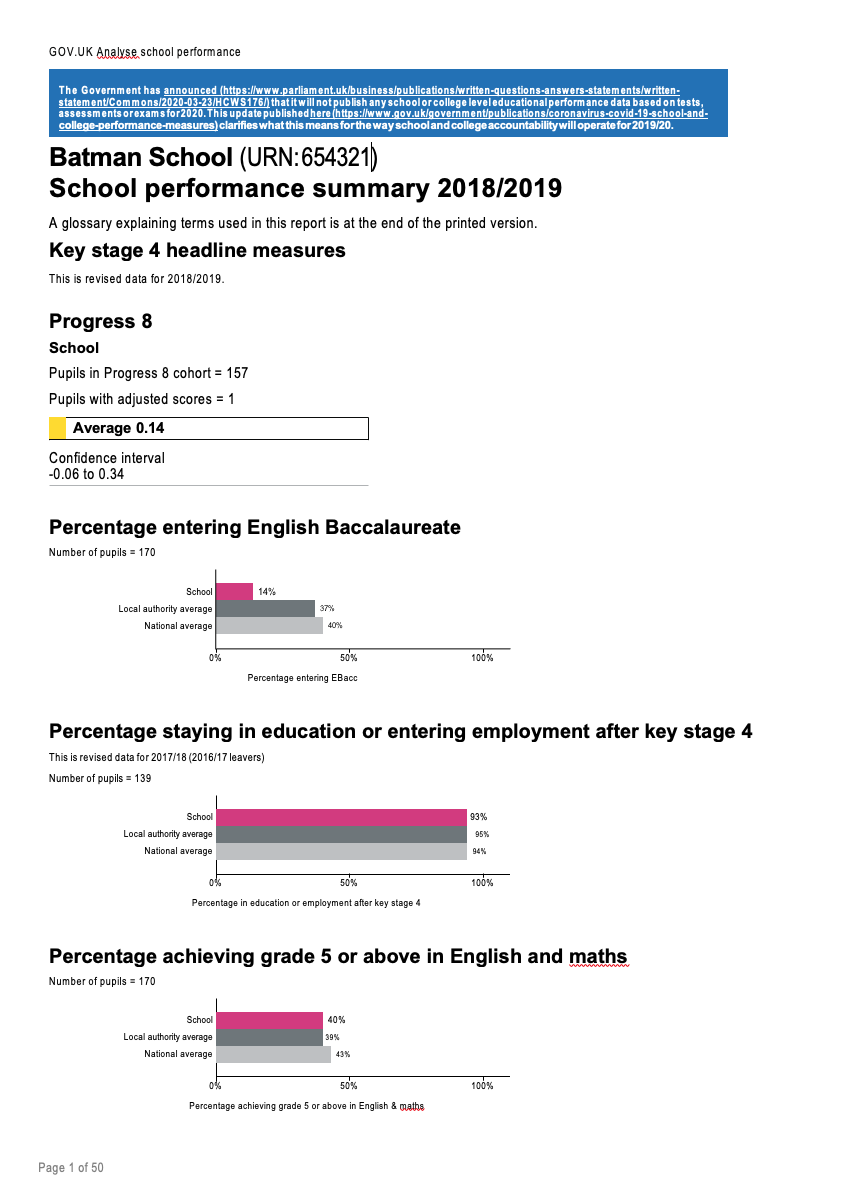 GOV.UK Analyse school performance
The Government has announced (https://www.parliament.uk/business/publications/written-questions-answers-statements/written-
statement/Commons/2020-03-23/HCWS176/) that it will not publish any school or college level educational performance data based on tests,
assessments or exams for 2020. This update published here (https://www.gov.uk/government/publications/coronavirus-covid-19-school-and-
college-performance-measures) clarifies what this means for the way school and college accountability will operate for 2019/20.
Batman School (URN: 654321)
School performance summary 2018/2019
A glossary explaining terms used in this report is at the end of the printed version.
Key stage 4 headline measures
This is revised data for 2018/2019.
Progress 8
School
Pupils in Progress 8 cohort = 157
Pupils with adjusted scores = 1
Average 0.14
Confidence interval
-0.06 to 0.34
Percentage entering English Baccalaureate
Number of pupils = 170
School 14%
Local authority average 37%
National average 40%
0% 50% 100%
Percentage entering EBacc
Percentage staying in education or entering employment after key stage 4
This is revised data for 2017/18 (2016/17 leavers)
Number of pupils = 139
School 93%
Local authority average 95%
National average 94%
0% 50% 100%
Percentage in education or employment after key stage 4
Percentage achieving grade 5 or above in English and maths
Number of pupils = 170
School 40%
Local authority average 39%
National average 43%
0% 50% 100%
Percentage achieving grade 5 or above in English & maths
Page 1 of 50